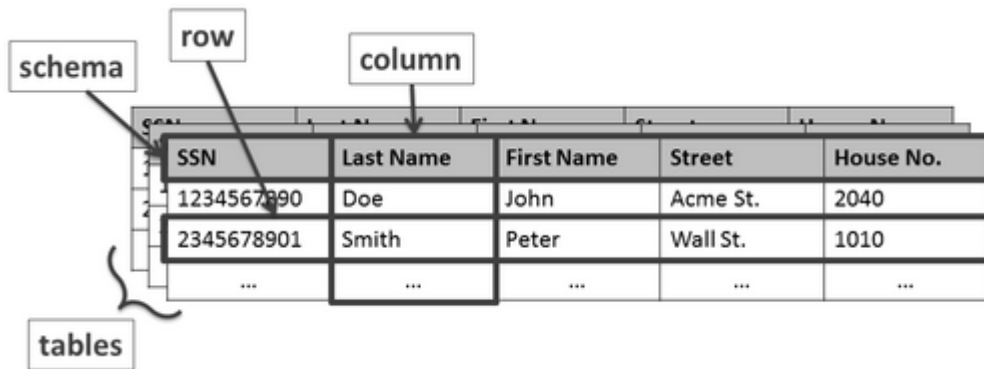 row
schema
column
SSN Last Name First Name Street House No.
1234567890 Doe John Acme St. 2040
2345678901 Smith Peter Wall St. 1010
... ... ... ... ...
tables